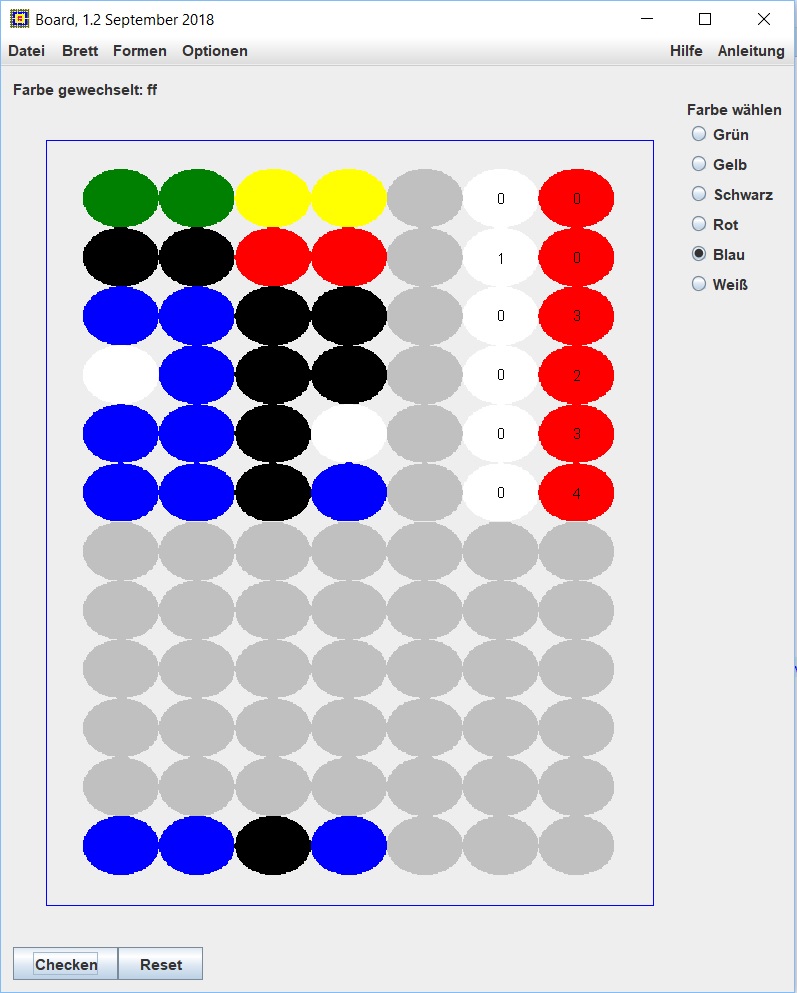 Board, 1.2 September 2018
Datei Brett Formen Optionen Hilfe Anleitung
Farbe gewechselt: ff
Farbe wählen
Grün
Gelb
Schwarz
Rot
Blau
Weiß
0 0
1 0
0 3
0 2
0 3
0 4
Checken Reset